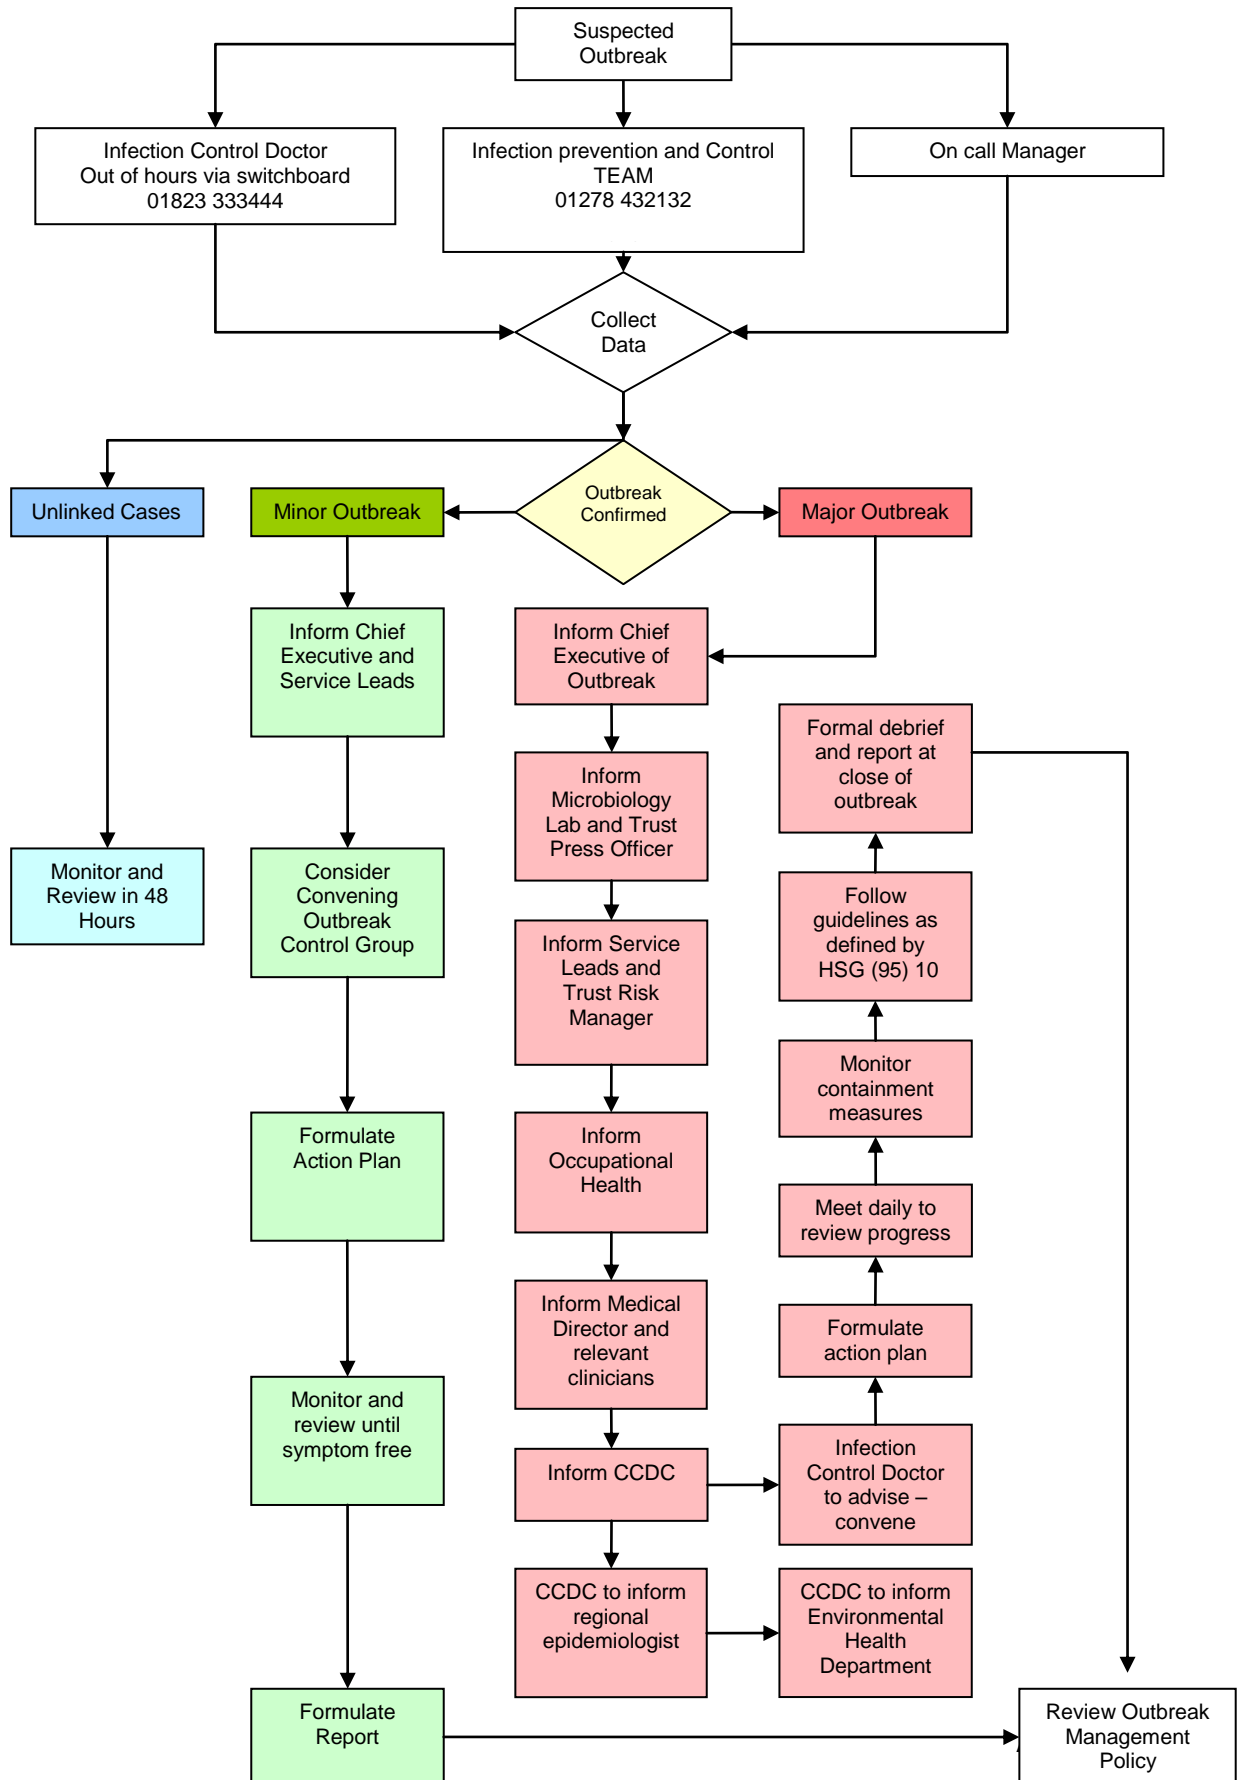 Suspected
Outbreak
Infection Control Doctor
Out of hours via switchboard
01823 333444
Infection prevention and Control
TEAM
01278 432132
On call Manager
Collect
Data
Outbreak
Confirmed
Unlinked Cases
Minor Outbreak
Major Outbreak
Monitor and
Review in 48
Hours
Inform Chief
Executive and
Service Leads
Consider
Convening
Outbreak
Control Group
Formulate
Action Plan
Monitor and
review until
symptom free
Formulate
Report
Inform Chief
Executive of
Outbreak
Inform
Microbiology
Lab and Trust
Press Officer
Inform Service
Leads and
Trust Risk
Manager
Inform
Occupational
Health
Inform Medical
Director and
relevant
clinicians
Inform CCDC
CCDC to inform
regional
epidemiologist
CCDC to inform
Environmental
Health
Department
Infection
Control Doctor
to advise –
convene
Formulate
action plan
Meet daily to
review progress
Monitor
containment
measures
Follow
guidelines as
defined by
HSG (95) 10
Formal debrief
and report at
close of
outbreak
Review Outbreak
Management
Policy